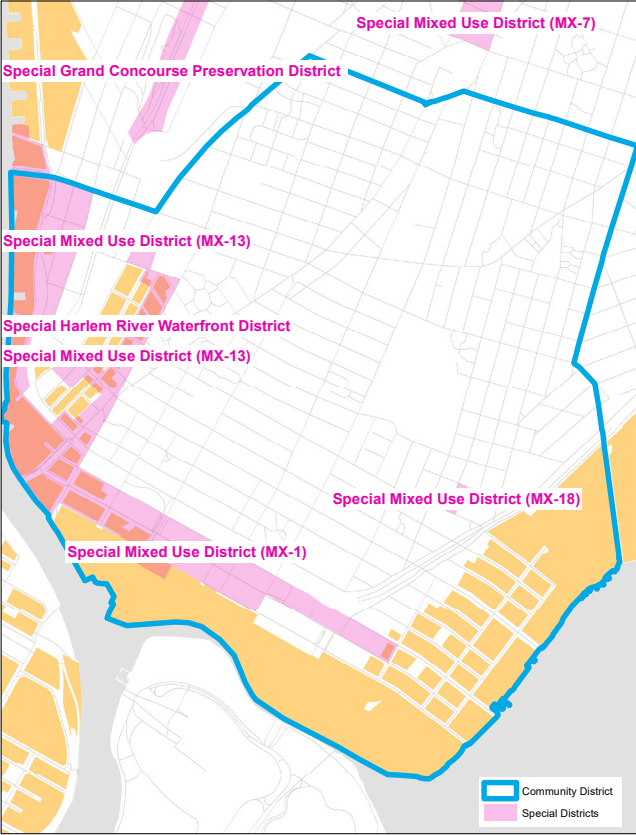 Special Mixed Use District (MX-7)
Special Grand Concourse Preservation District
Special Mixed Use District (MX-13)
Special Harlem River Waterfront District
Special Mixed Use District (MX-13)
Special Mixed Use District (MX-18)
Special Mixed Use District (MX-1)
Community District
Special Districts